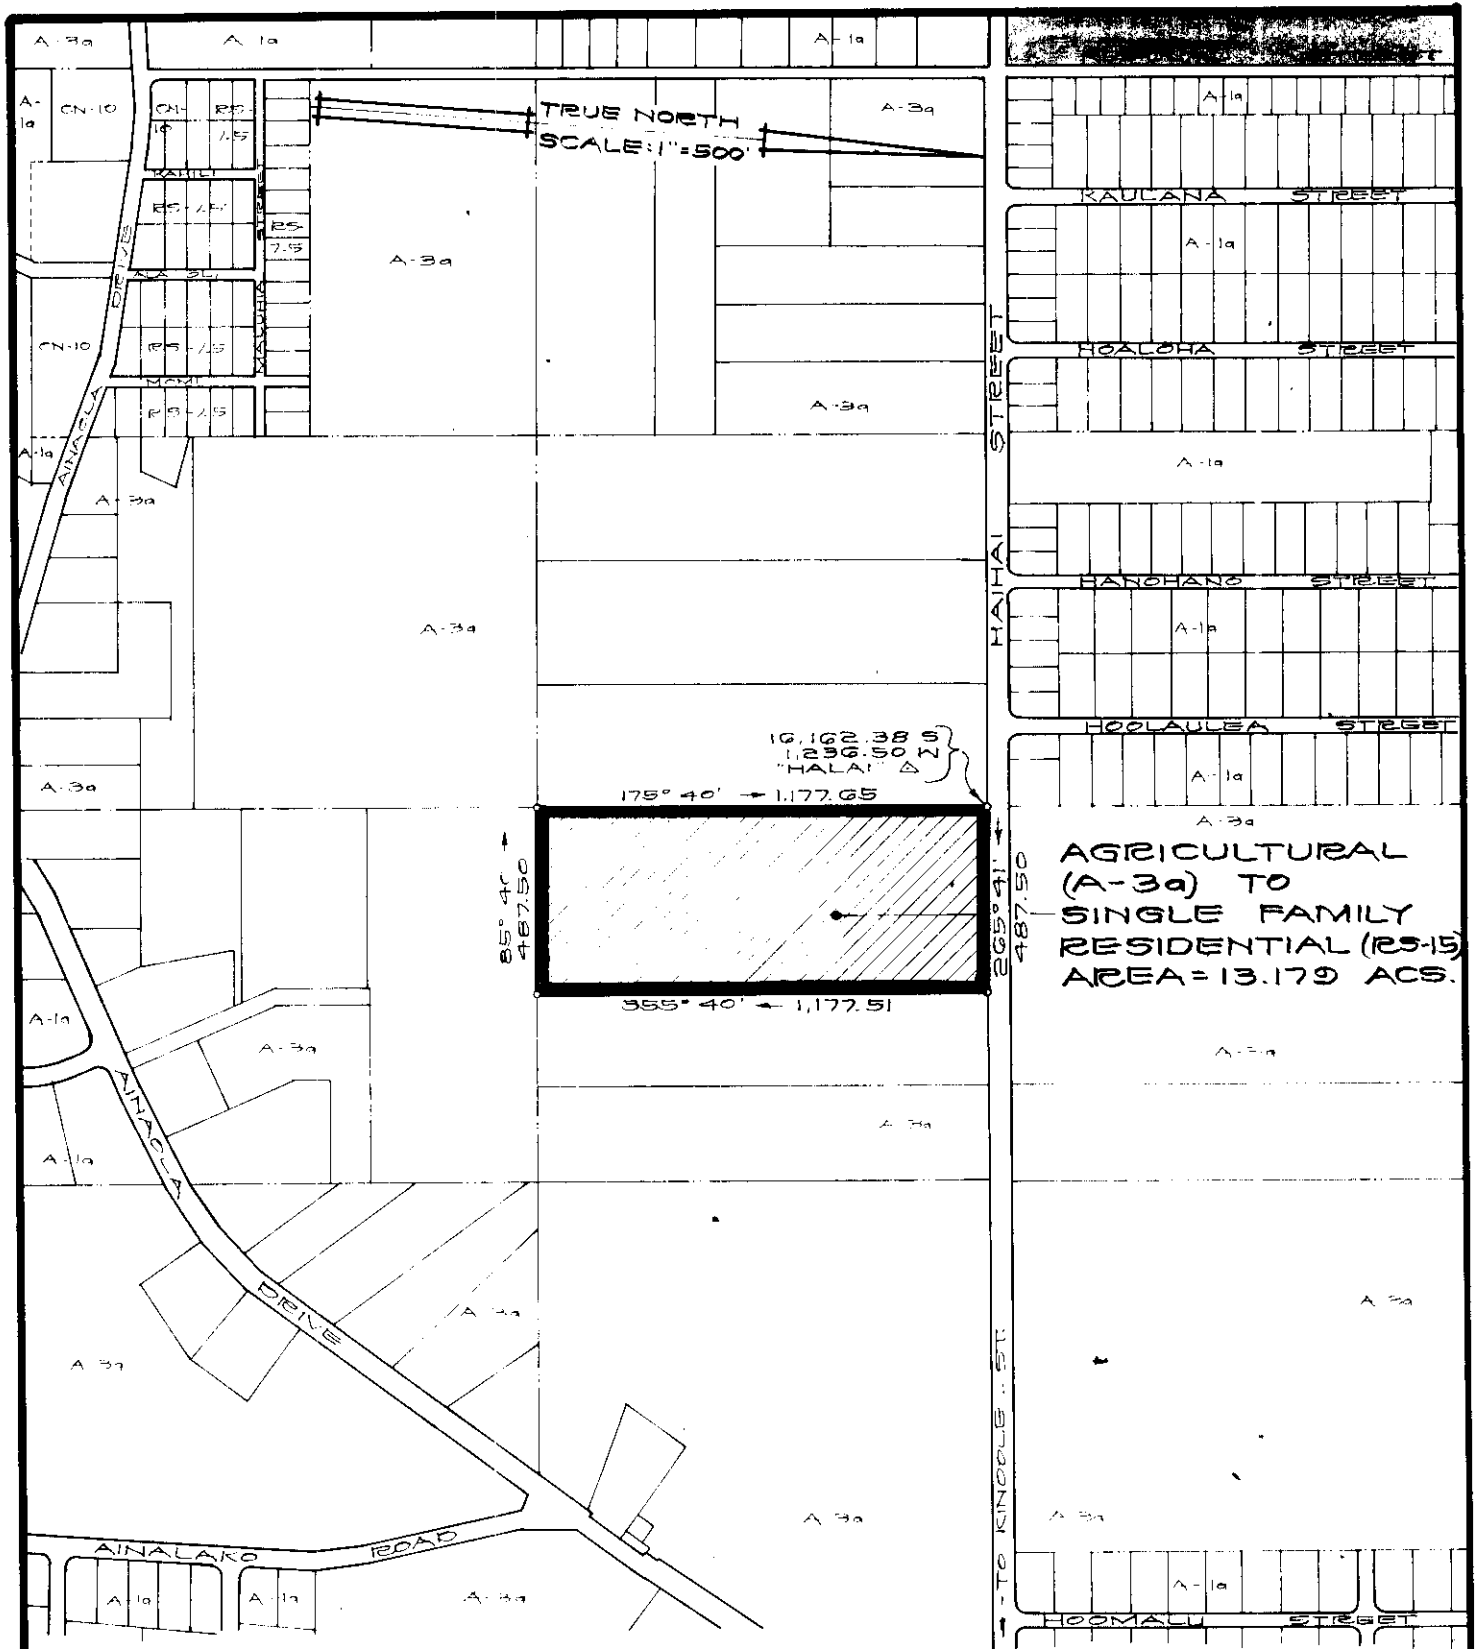 A-3a
A-1a
A-1a
A-1a
CN-10
CN-10
RS-7.5
TRUE NORTH
SCALE: 1"=500'
A-3a
A-1a
KAHILI
STREET
KAULANA STREET
RS-7.5
RS-7.5
A-3a
A-1a
DRIVE
CN-10
RS-7.5
HOALOHA STREET
RS-7.5
A-3a
AINAOLA
A-1a
A-1a
A-3a
HAIHAI STREET
HANOHANO STREET
A-3a
A-1a
HOOLAULEA STREET
16,162.38 S
1,236.50 W
"HALAI" △
A-1a
A-3a
175° 40' → 1,177.65
A-3a
85° 41' →
487.50
265° 41' →
487.50
AGRICULTURAL
(A-3a) TO
SINGLE FAMILY
RESIDENTIAL (RS-15)
AREA = 13.179 ACS.
355° 40' ← 1,177.51
A-1a
A-3a
A-3a
AINAOLA
A-3a
A-1a
DRIVE
A-3a
A-3a
A-3a
TO KINOOLE ST.
A-3a
A-3a
AINALAKO ROAD
A-1a
A-1a
A-3a
A-1a
HOOMALU STREET